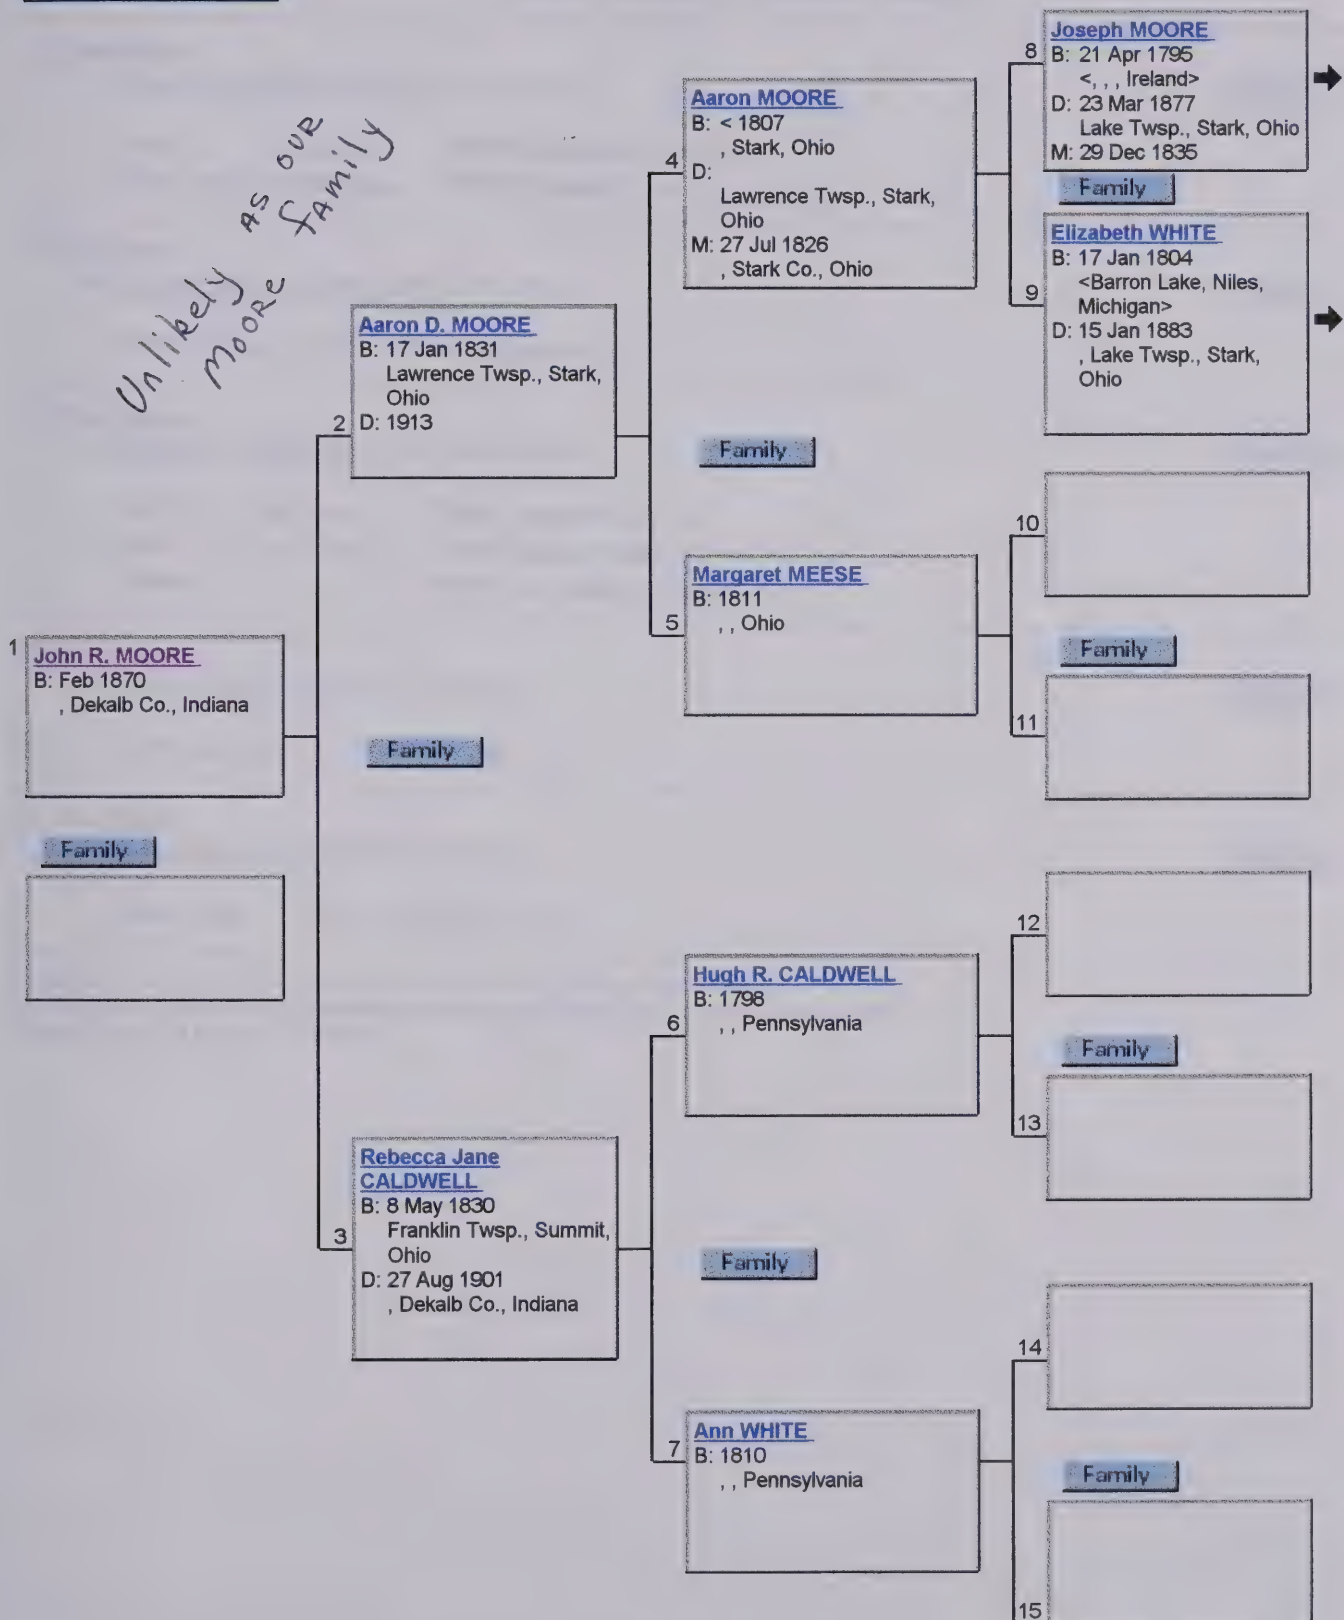 Unlikely as our
Moore family
8
Joseph MOORE
B: 21 Apr 1795
<, , , Ireland>
D: 23 Mar 1877
Lake Twsp., Stark, Ohio
M: 29 Dec 1835
Family
4
Aaron MOORE
B: < 1807
, Stark, Ohio
D:
Lawrence Twsp., Stark,
Ohio
M: 27 Jul 1826
, Stark Co., Ohio
9
Elizabeth WHITE
B: 17 Jan 1804
<Barron Lake, Niles,
Michigan>
D: 15 Jan 1883
, Lake Twsp., Stark,
Ohio
2
Aaron D. MOORE
B: 17 Jan 1831
Lawrence Twsp., Stark,
Ohio
D: 1913
Family
10
5
Margaret MEESE
B: 1811
, , Ohio
Family
11
1
John R. MOORE
B: Feb 1870
, Dekalb Co., Indiana
Family
Family
12
6
Hugh R. CALDWELL
B: 1798
, , Pennsylvania
Family
13
3
Rebecca Jane
CALDWELL
B: 8 May 1830
Franklin Twsp., Summit,
Ohio
D: 27 Aug 1901
, Dekalb Co., Indiana
Family
14
7
Ann WHITE
B: 1810
, , Pennsylvania
Family
15